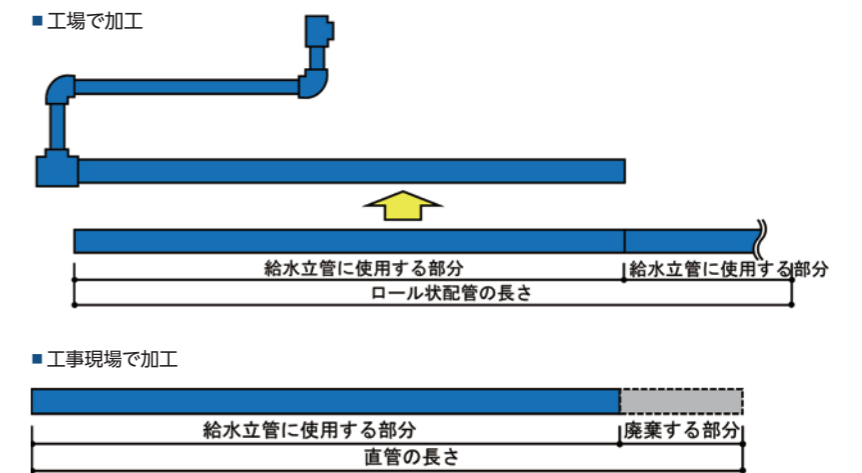 ■工場で加工
給水立管に使用する部分
給水立管に使用する部分
ロール状配管の長さ
■工事現場で加工
給水立管に使用する部分
廃棄する部分
直管の長さ